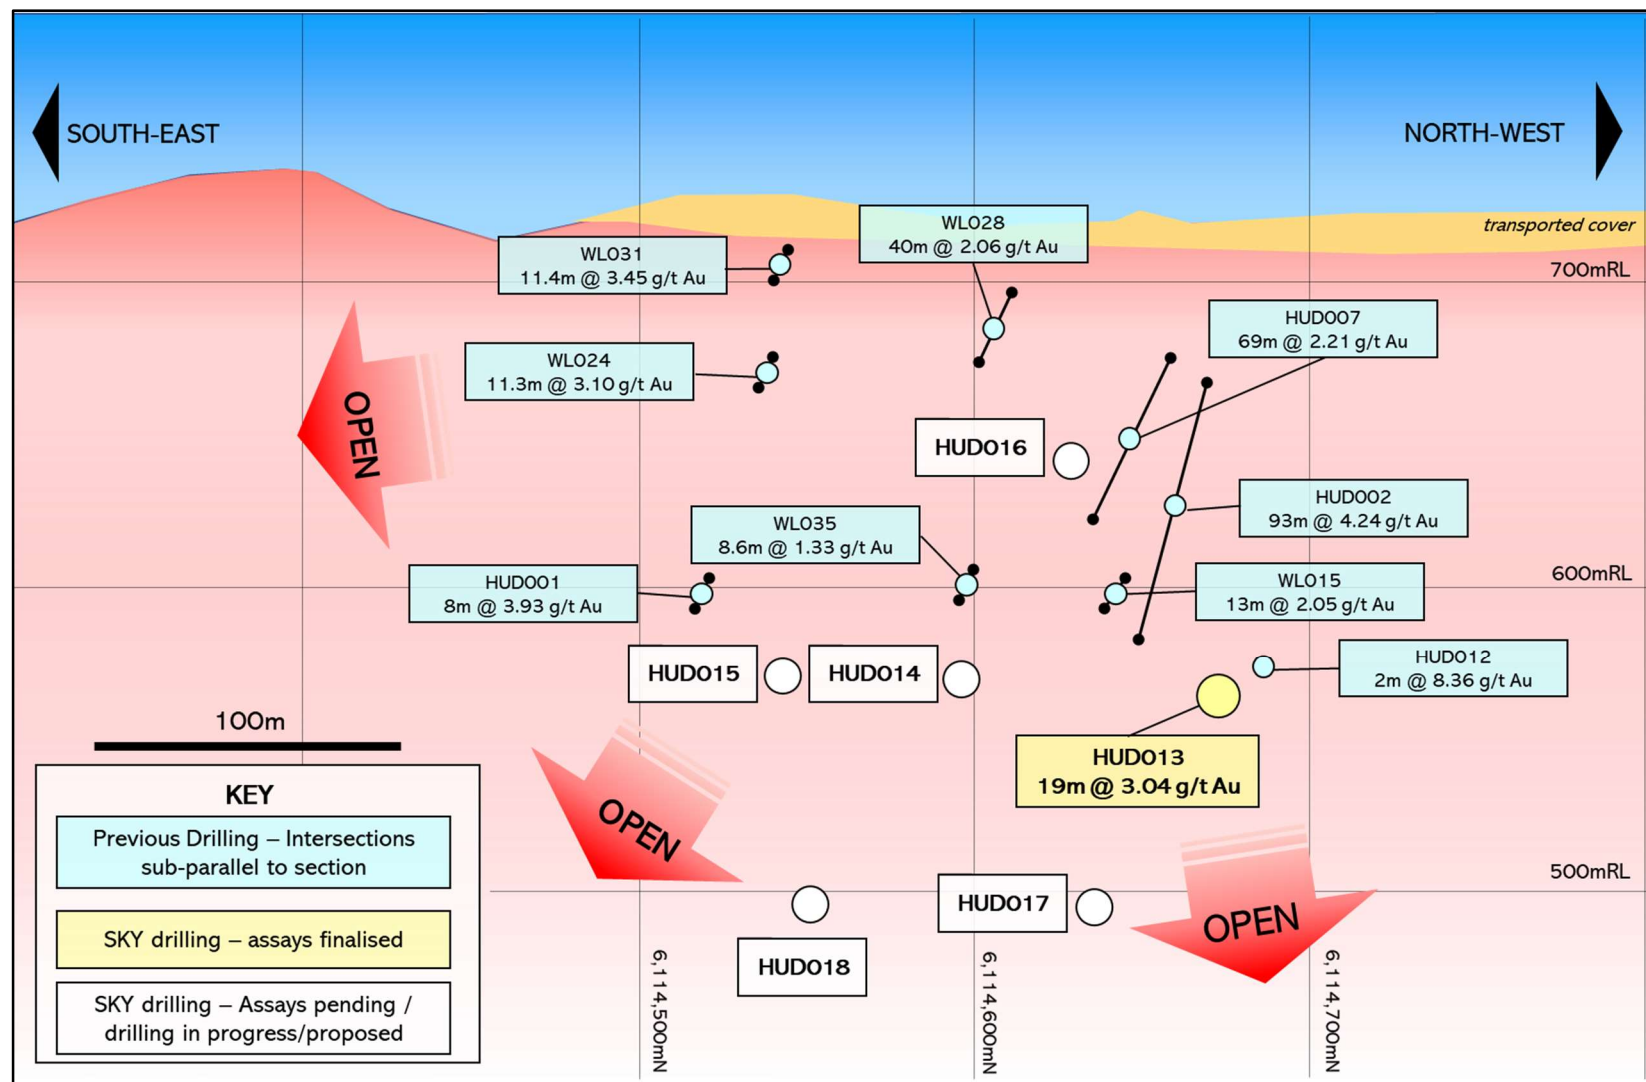 SOUTH-EAST
NORTH-WEST
transported cover
WL028
40m @ 2.06 g/t Au
WL031
11.4m @ 3.45 g/t Au
700mRL
HUD007
69m @ 2.21 g/t Au
WL024
11.3m @ 3.10 g/t Au
OPEN
HUD016
HUD002
93m @ 4.24 g/t Au
WL035
8.6m @ 1.33 g/t Au
600mRL
HUD001
8m @ 3.93 g/t Au
WL015
13m @ 2.05 g/t Au
HUD015
HUD014
HUD012
2m @ 8.36 g/t Au
100m
HUD013
19m @ 3.04 g/t Au
KEY
Previous Drilling – Intersections
sub-parallel to section
SKY drilling – assays finalised
SKY drilling – Assays pending /
drilling in progress/proposed
OPEN
500mRL
HUD017
OPEN
HUD018
6,114,500mN
6,114,600mN
6,114,700mN